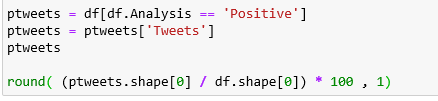 ptweets = df[df.Analysis == 'Positive']
ptweets = ptweets['Tweets']
ptweets
round( (ptweets.shape[0] / df.shape[0]) * 100 , 1)